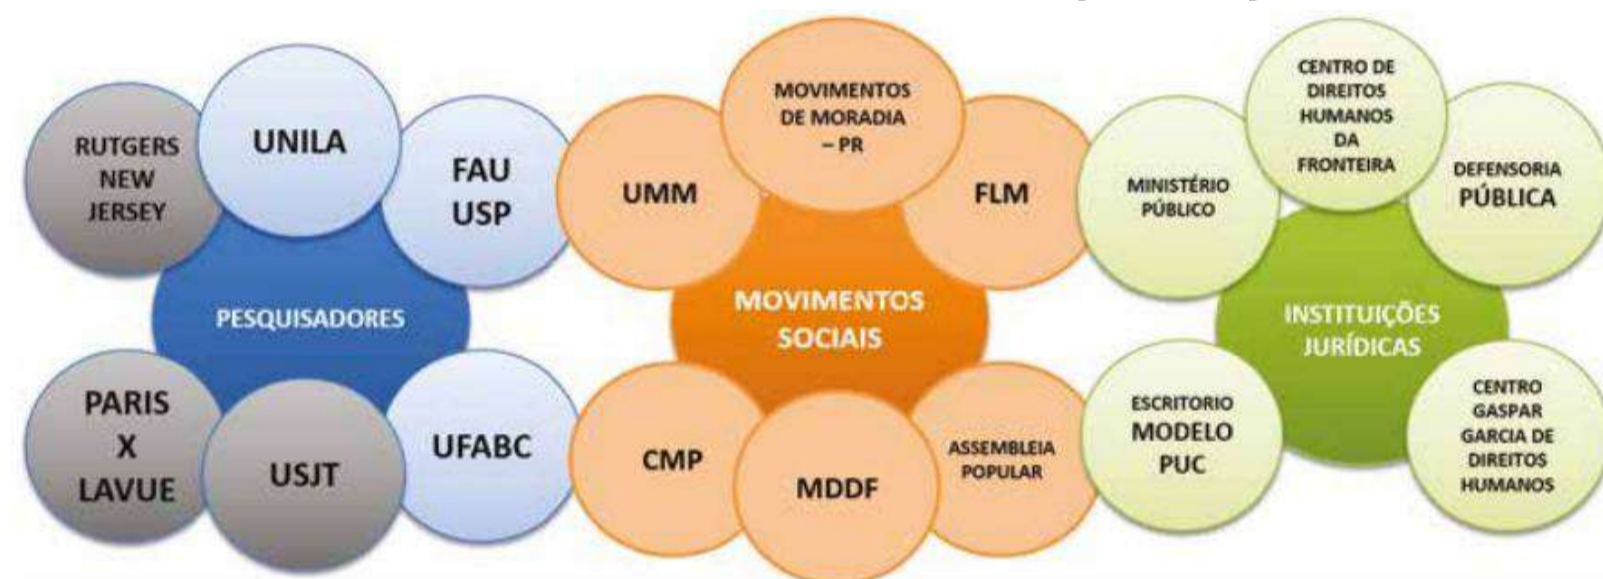 RUTGERS
NEW
JERSEY
UNILA
FAU
USP
PESQUISADORES
PARIS
X
LAVUE
USJT
UFABC
UMM
MOVIMENTOS
DE MORADIA
– PR
FLM
MOVIMENTOS
SOCIAIS
CMP
MDDF
ASSEMBLEIA
POPULAR
MINISTÉRIO
PÚBLICO
CENTRO DE
DIREITOS
HUMANOS
DA
FRONTEIRA
DEFENSORIA
PÚBLICA
INSTITUIÇÕES
JURÍDICAS
ESCRITORIO
MODELO
PUC
CENTRO
GASPAR
GARCIA DE
DIREITOS
HUMANOS